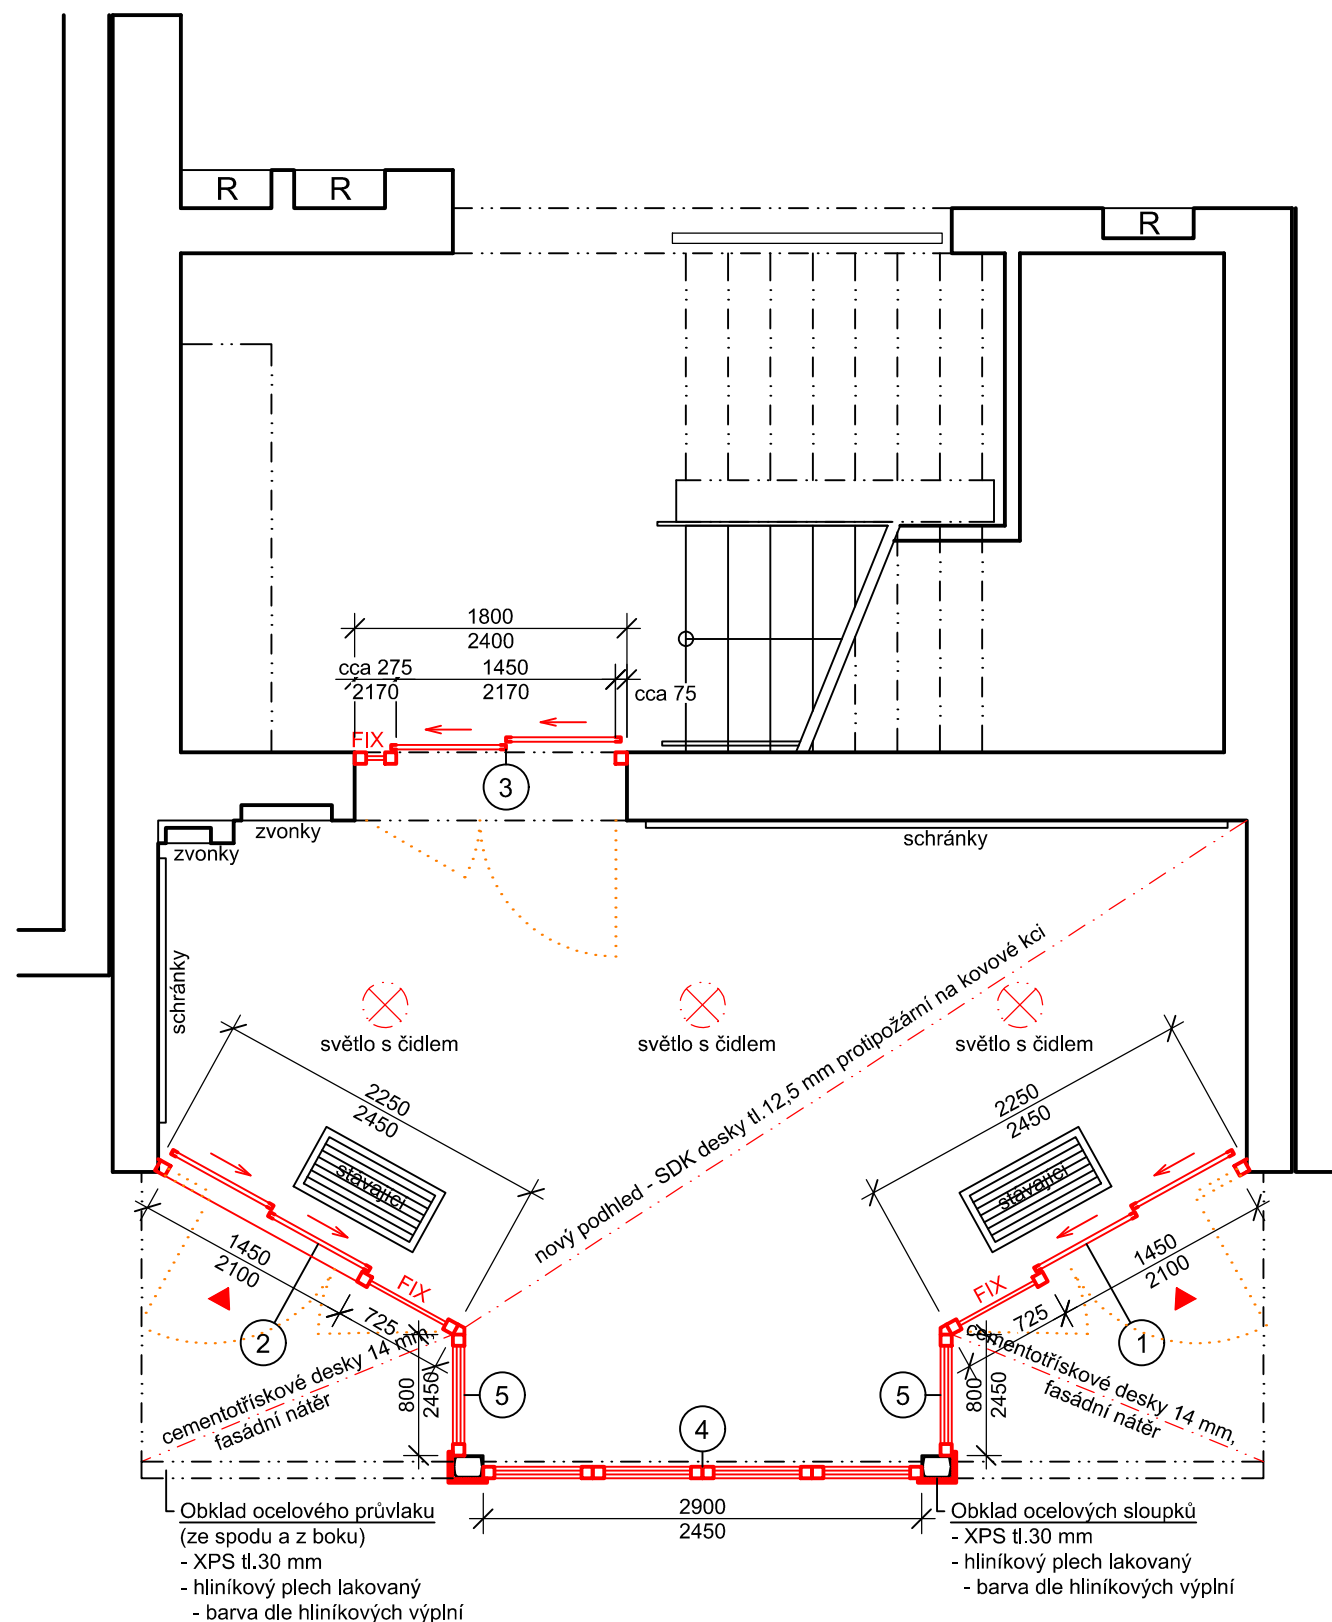 R
R
R
1800
2400
cca 275
2170
1450
2170
cca 75
FIX
3
zvonky
zvonky
schránky
schránky
světlo s čidlem
světlo s čidlem
světlo s čidlem
nový podhled - SDK desky tl.12,5 mm protipožární na kovové kci
2250
2450
2250
2450
stávající
stávající
1450
2100
1450
2100
FIX
FIX
725
725
2
1
cementotřískové desky 14 mm,
fasádní nátěr
cementotřískové desky 14 mm,
fasádní nátěr
800
2450
800
2450
5
5
4
2900
2450
Obklad ocelového průvlaku
(ze spodu a z boku)
- XPS tl.30 mm
- hliníkový plech lakovaný
- barva dle hliníkových výplní
Obklad ocelových sloupků
- XPS tl.30 mm
- hliníkový plech lakovaný
- barva dle hliníkových výplní